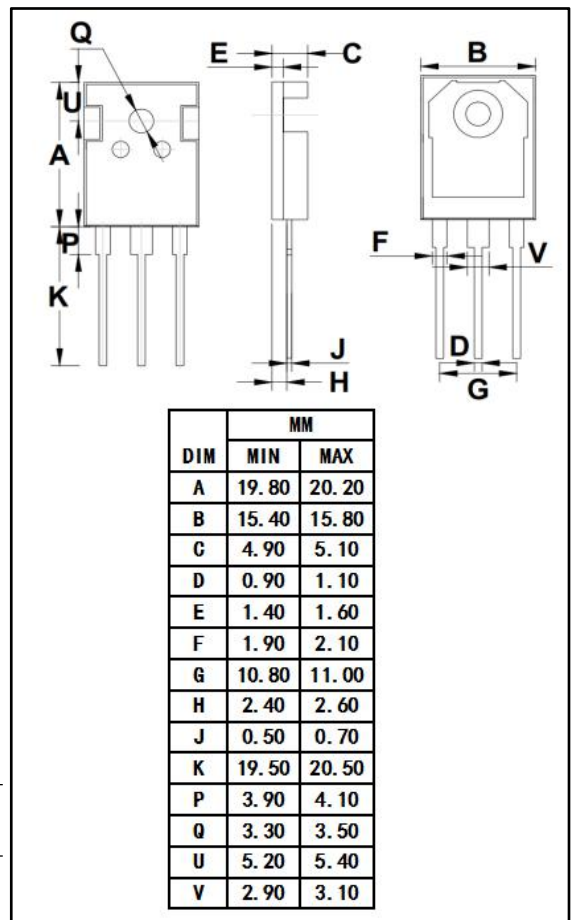 Q
E C B
U
A
P F V
K
J D
H G
MM
DIM MIN MAX
A 19.80 20.20
B 15.40 15.80
C 4.90 5.10
D 0.90 1.10
E 1.40 1.60
F 1.90 2.10
G 10.80 11.00
H 2.40 2.60
J 0.50 0.70
K 19.50 20.50
P 3.90 4.10
Q 3.30 3.50
U 5.20 5.40
V 2.90 3.10